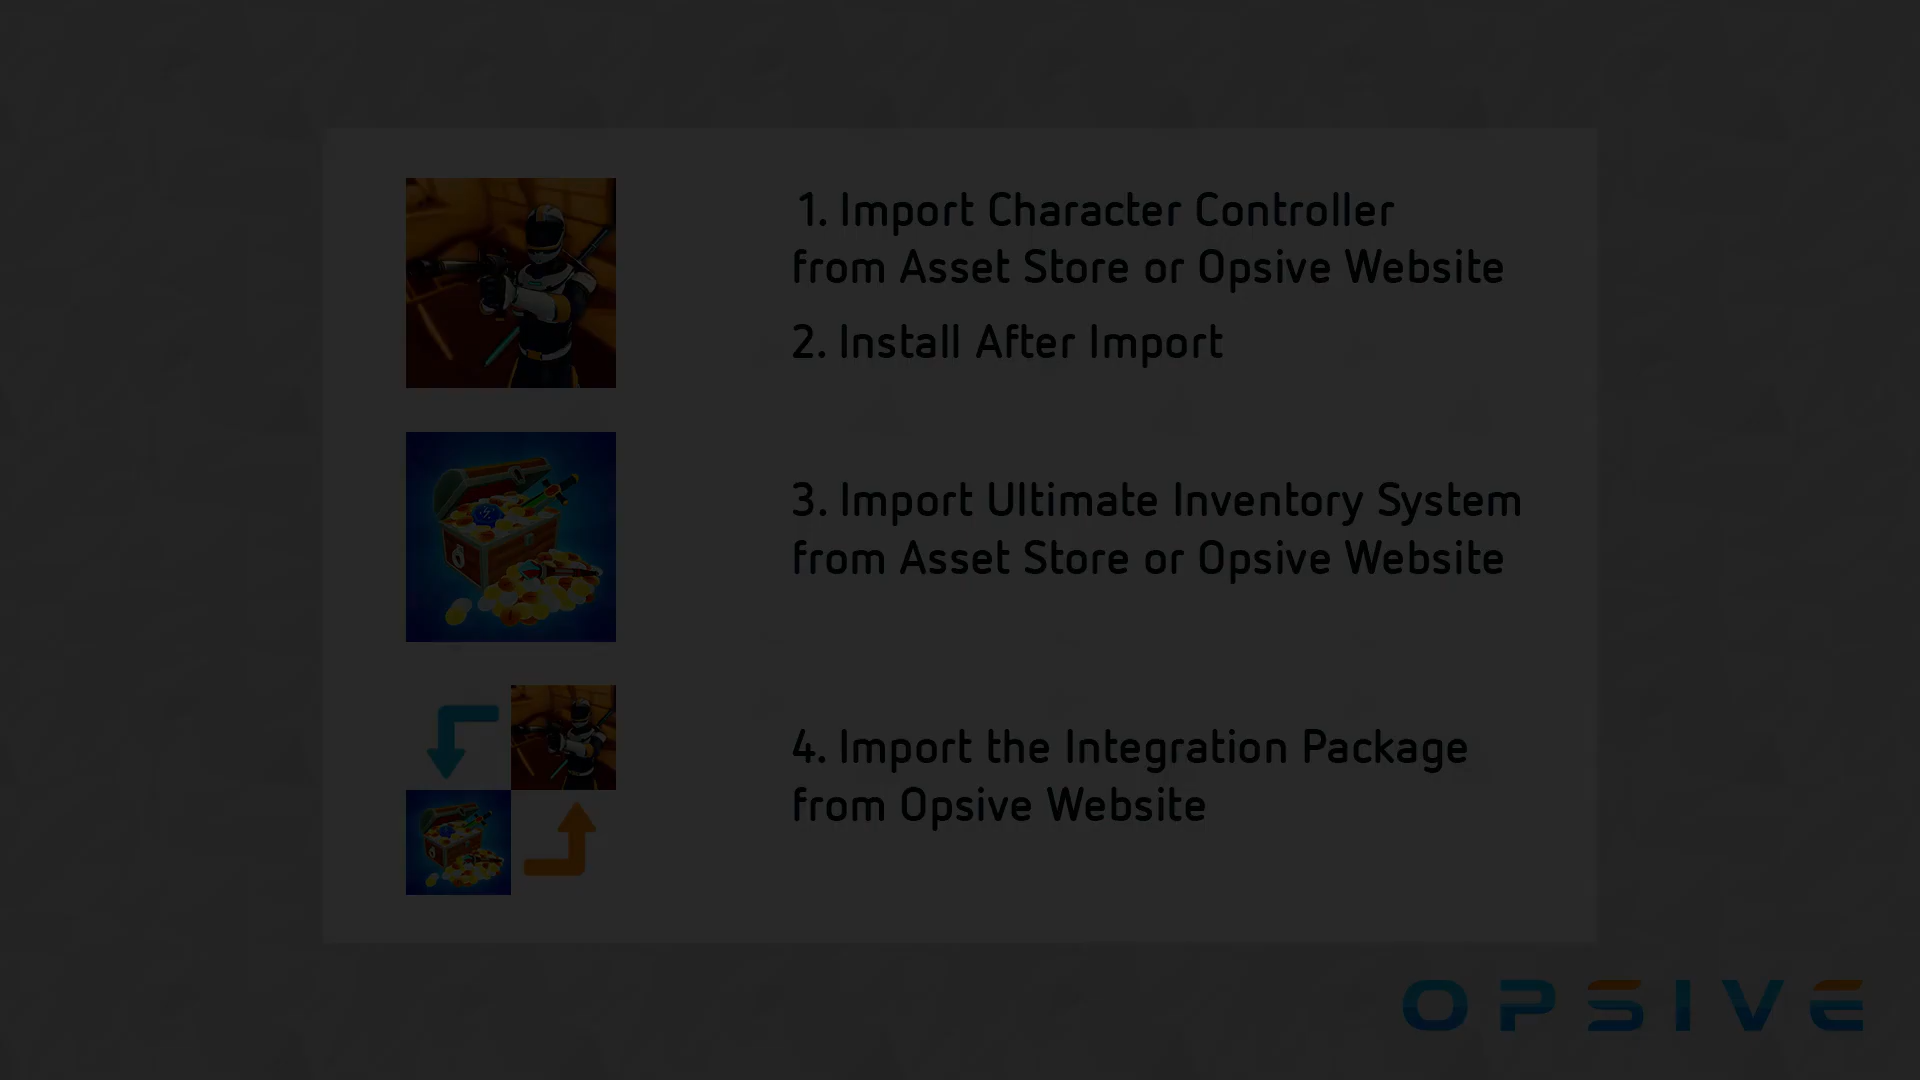 1. Import Character Controller
from Asset Store or Opsive Website
2. Install After Import
3. Import Ultimate Inventory System
from Asset Store or Opsive Website
4. Import the Integration Package
from Opsive Website
OPSIVE